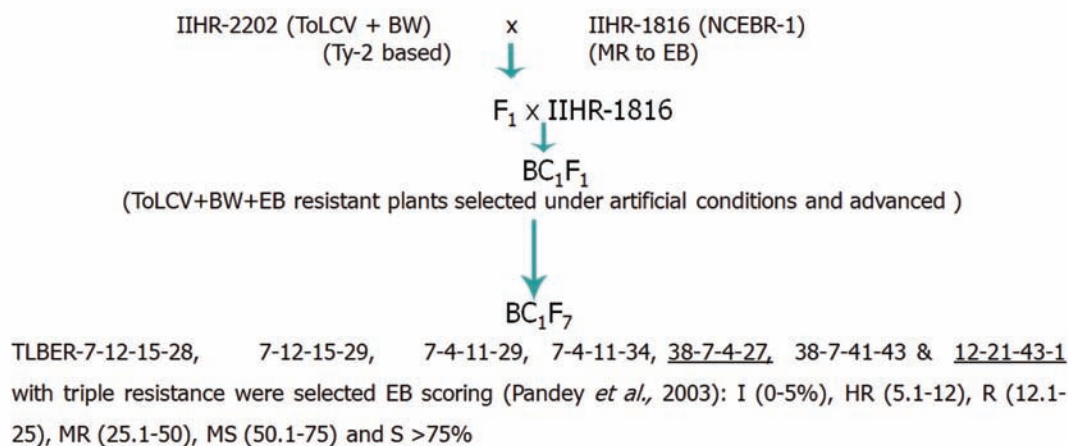 IIHR-2202 (ToLCV + BW) x IIHR-1816 (NCEBR-1)
(Ty-2 based) (MR to EB)
F₁ x IIHR-1816
BC₁F₁
(ToLCV+BW+EB resistant plants selected under artificial conditions and advanced )
BC₁F₇
TLBER-7-12-15-28, 7-12-15-29, 7-4-11-29, 7-4-11-34, 38-7-4-27, 38-7-41-43 & 12-21-43-1
with triple resistance were selected EB scoring (Pandey et al., 2003): I (0-5%), HR (5.1-12), R (12.1-
25), MR (25.1-50), MS (50.1-75) and S >75%